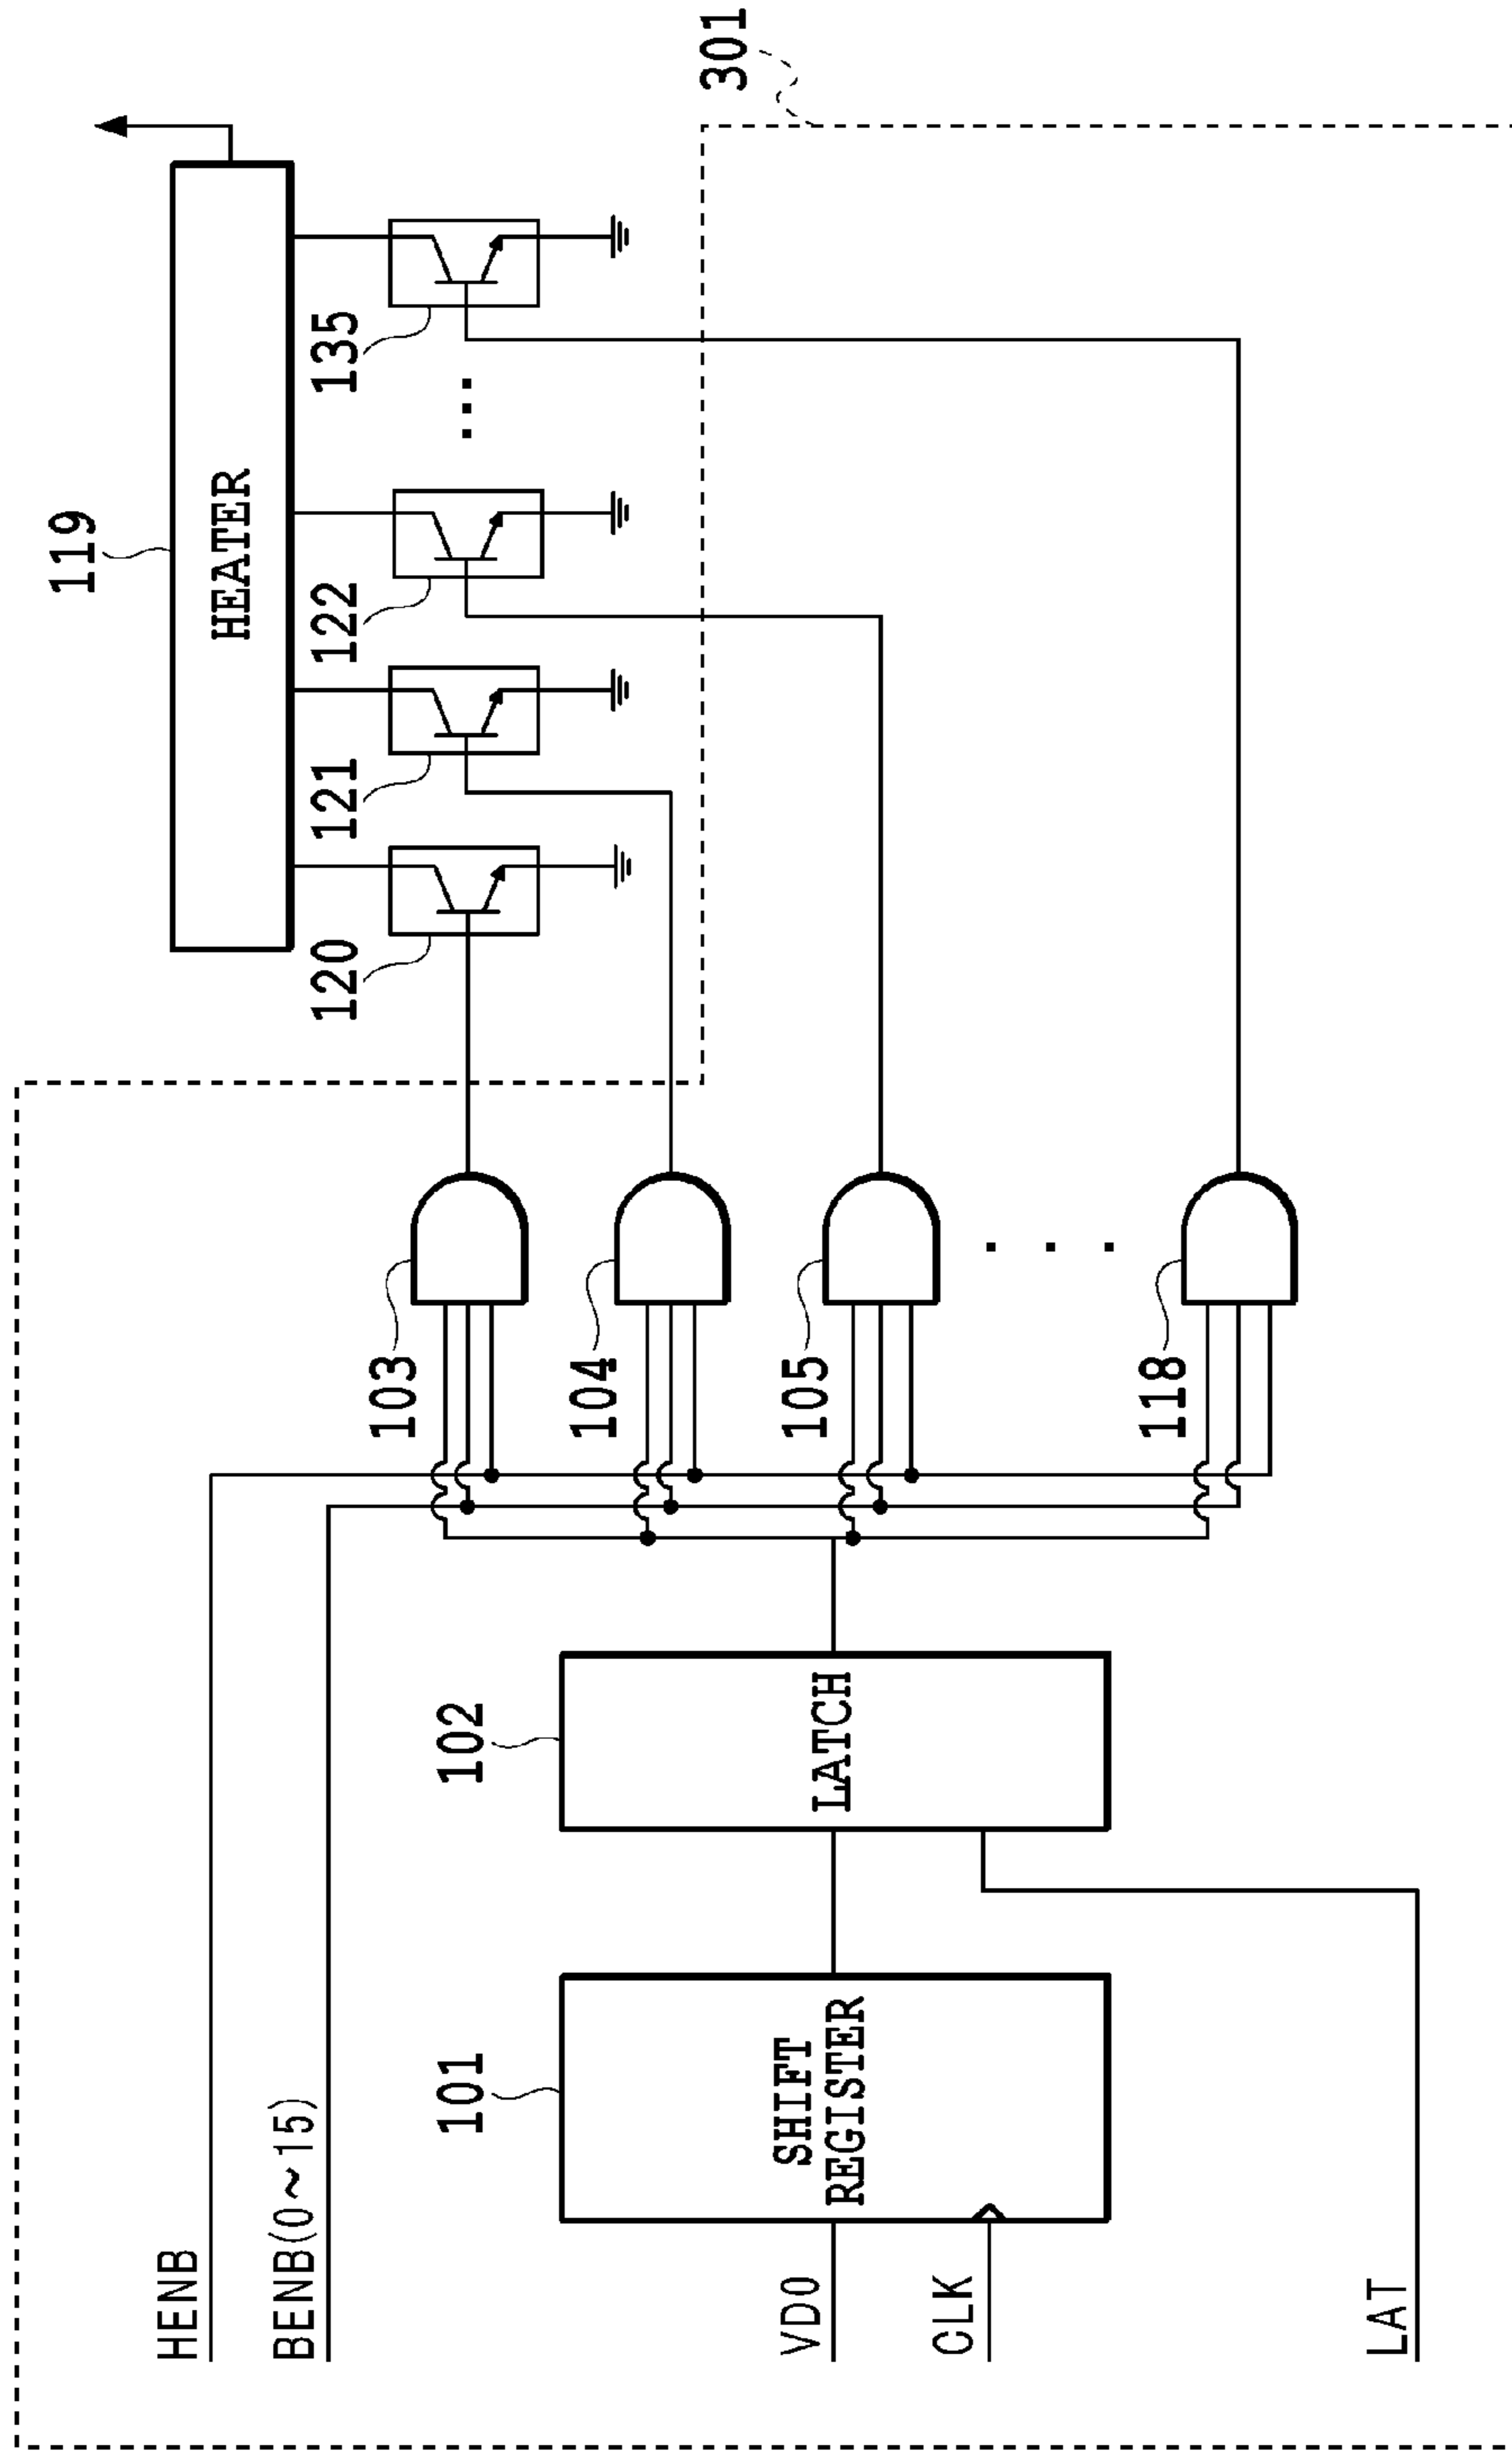 HENB
BENB(0~15)
VD0
CLK
LAT
101
SHIFT
REGISTER
102
LATCH
103
104
105
118
119
HEATER
120
121
122
135
301